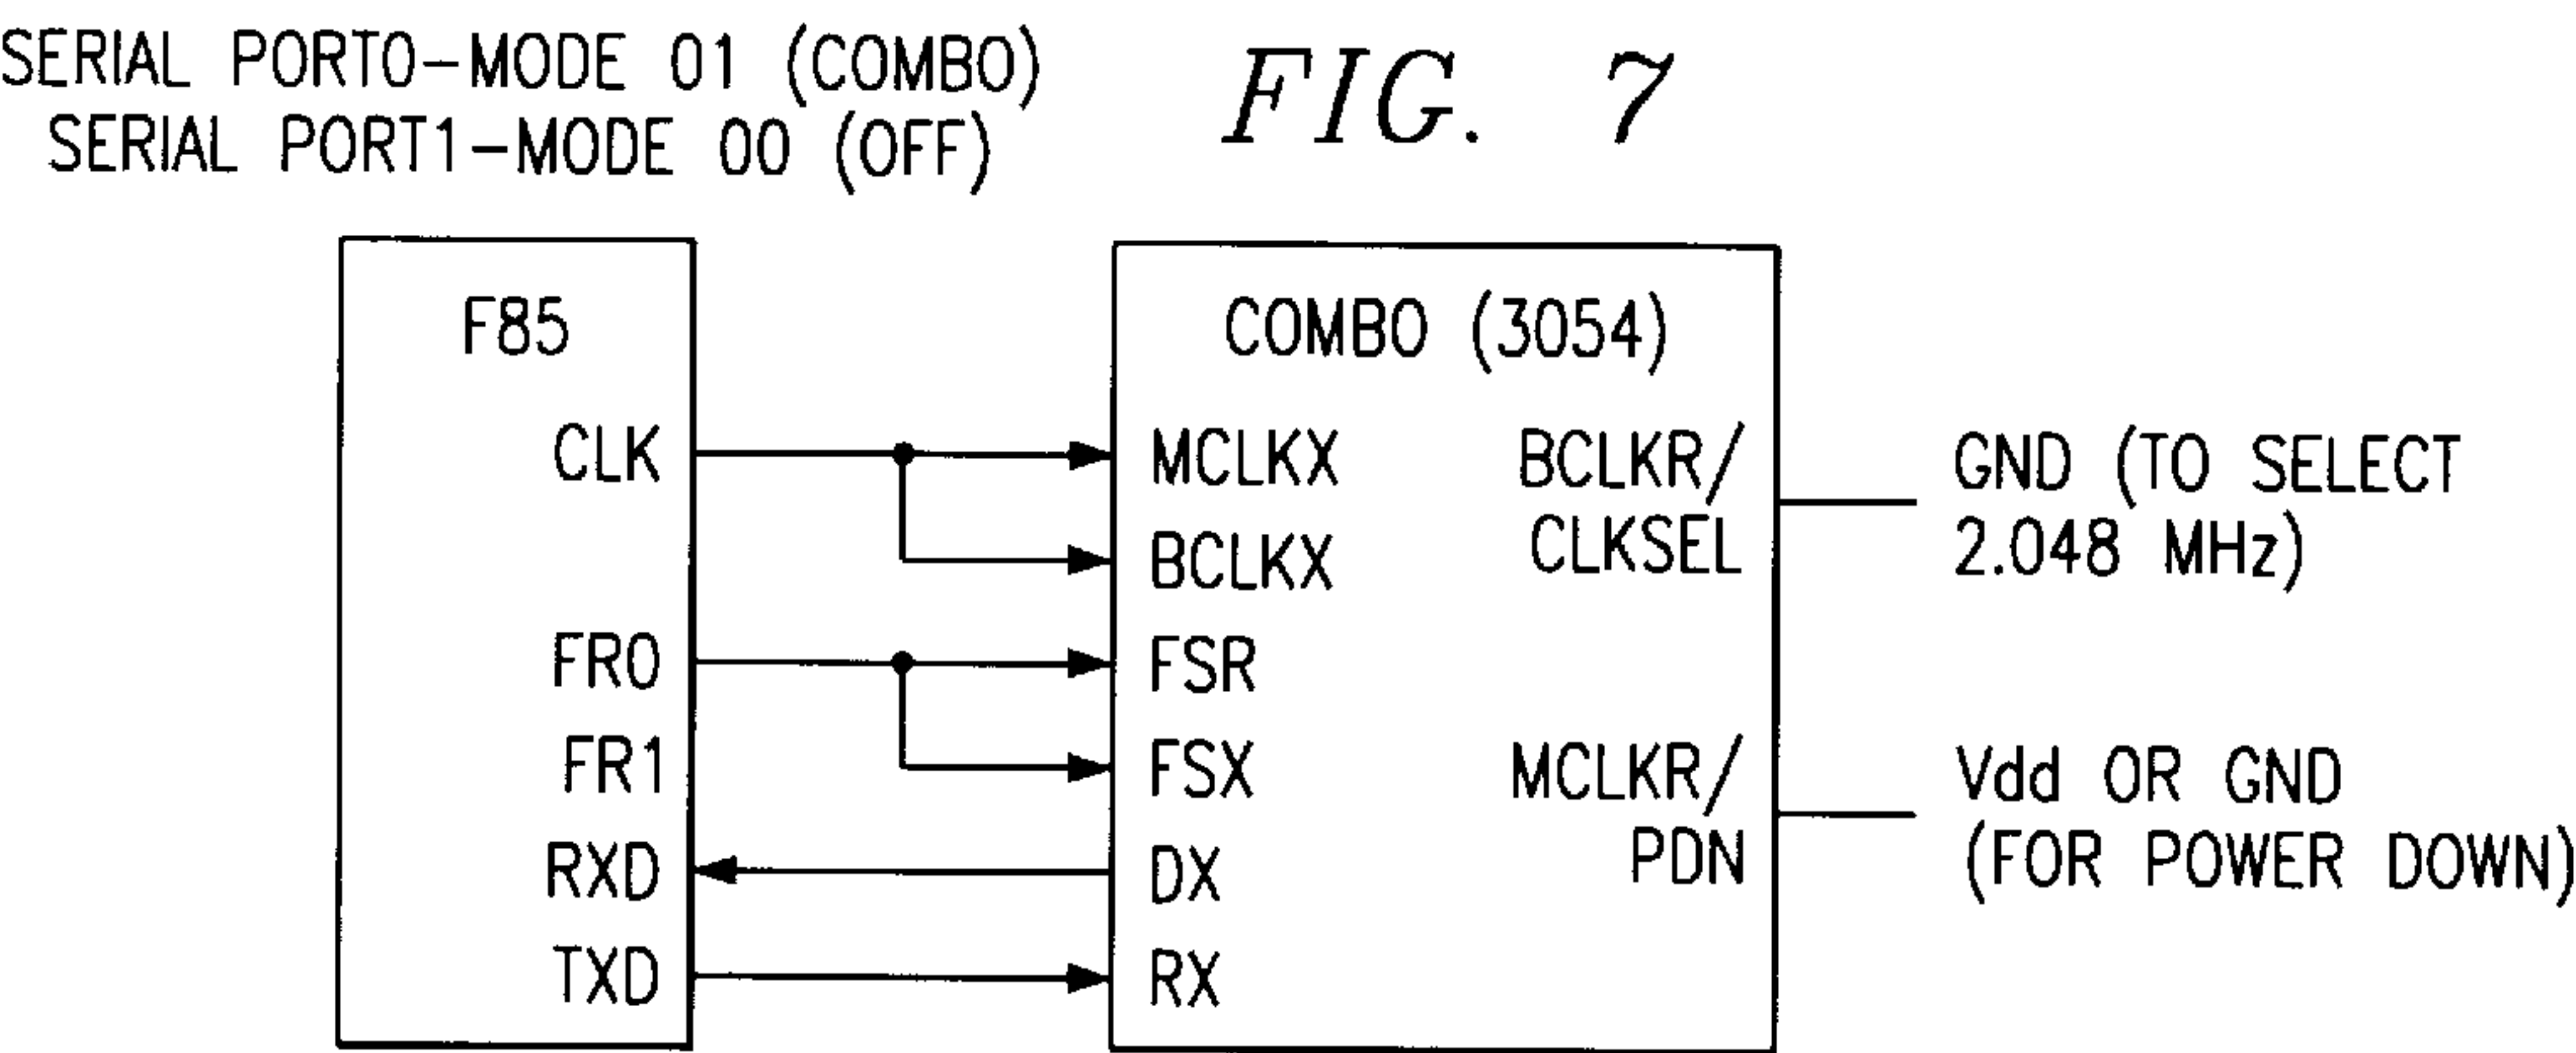 SERIAL PORT0-MODE 01 (COMBO)
SERIAL PORT1-MODE 00 (OFF)
FIG. 7
F85
CLK
FR0
FR1
RXD
TXD
COMBO (3054)
MCLKX
BCLKX
FSR
FSX
DX
RX
BCLKR/
CLKSEL
MCLKR/
PDN
GND (TO SELECT
2.048 MHz)
Vdd OR GND
(FOR POWER DOWN)